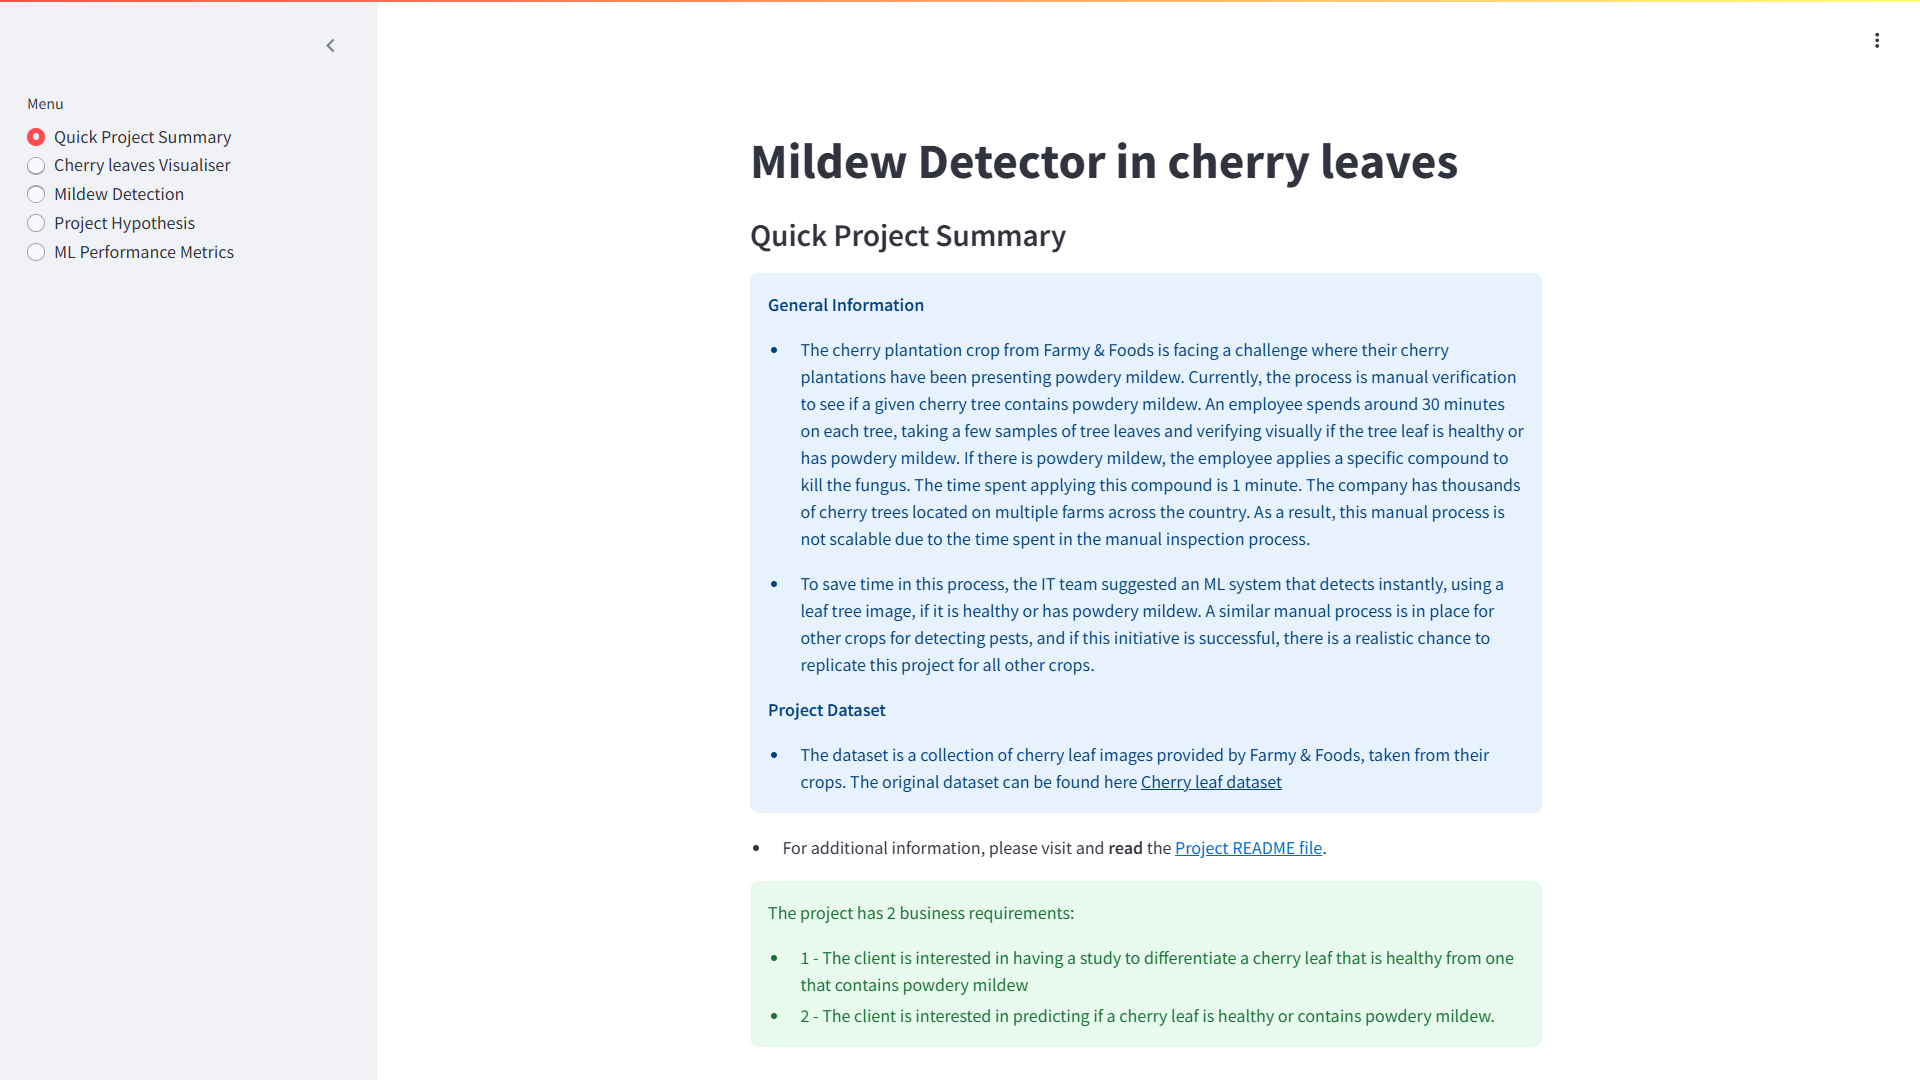 Menu
Quick Project Summary
Cherry leaves Visualiser
Mildew Detection
Project Hypothesis
ML Performance Metrics
Mildew Detector in cherry leaves
Quick Project Summary
General Information
• The cherry plantation crop from Farmy & Foods is facing a challenge where their cherry
plantations have been presenting powdery mildew. Currently, the process is manual verification
to see if a given cherry tree contains powdery mildew. An employee spends around 30 minutes
on each tree, taking a few samples of tree leaves and verifying visually if the tree leaf is healthy or
has powdery mildew. If there is powdery mildew, the employee applies a specific compound to
kill the fungus. The time spent applying this compound is 1 minute. The company has thousands
of cherry trees located on multiple farms across the country. As a result, this manual process is
not scalable due to the time spent in the manual inspection process.
• To save time in this process, the IT team suggested an ML system that detects instantly, using a
leaf tree image, if it is healthy or has powdery mildew. A similar manual process is in place for
other crops for detecting pests, and if this initiative is successful, there is a realistic chance to
replicate this project for all other crops.
Project Dataset
• The dataset is a collection of cherry leaf images provided by Farmy & Foods, taken from their
crops. The original dataset can be found here Cherry leaf dataset
• For additional information, please visit and read the Project README file.
The project has 2 business requirements:
• 1 - The client is interested in having a study to differentiate a cherry leaf that is healthy from one
that contains powdery mildew
• 2 - The client is interested in predicting if a cherry leaf is healthy or contains powdery mildew.